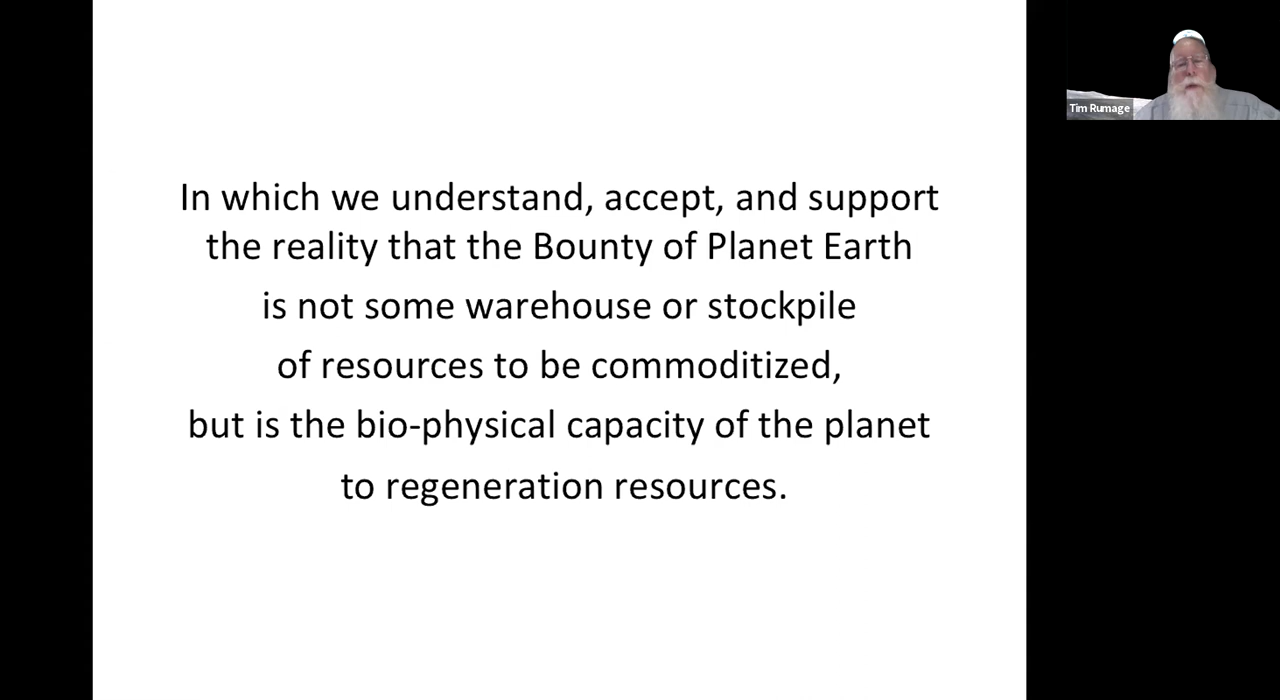 In which we understand, accept, and support
the reality that the Bounty of Planet Earth
is not some warehouse or stockpile
of resources to be commoditized,
but is the bio-physical capacity of the planet
to regeneration resources.
Tim Rumage